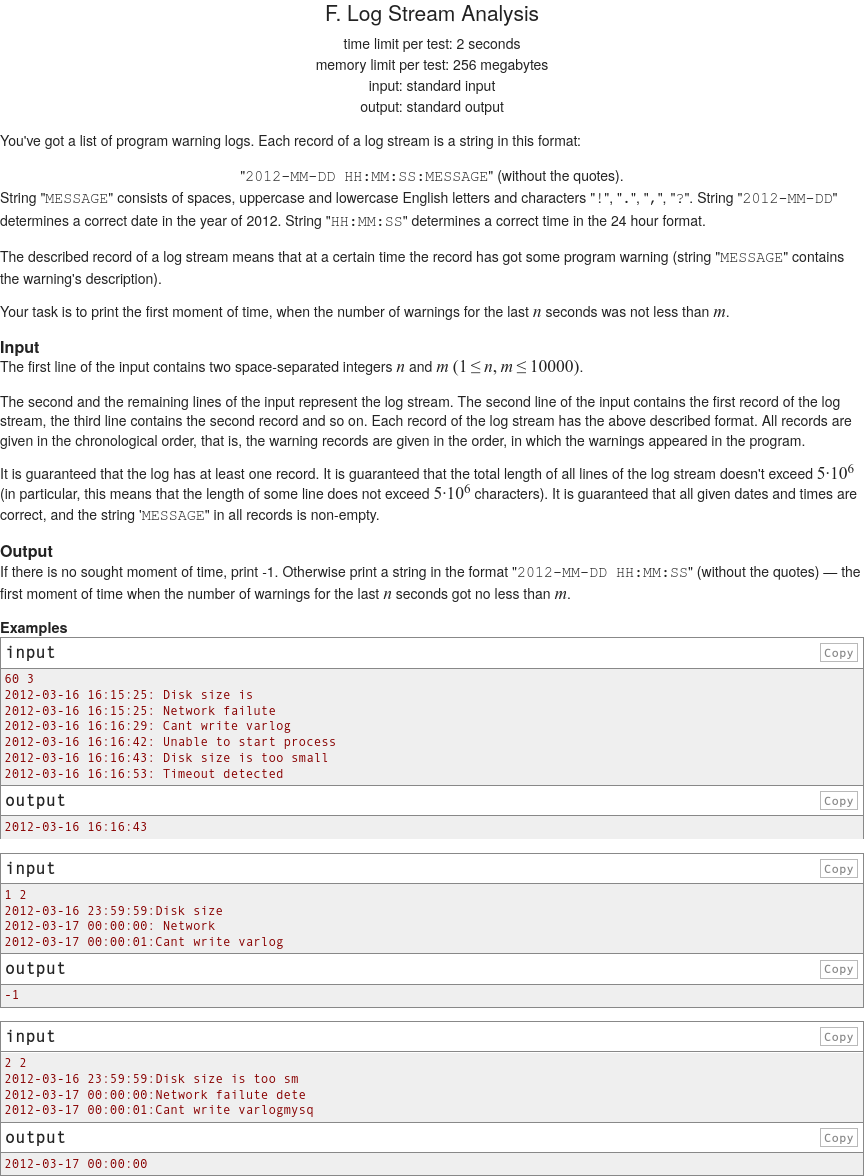 F. Log Stream Analysis
time limit per test: 2 seconds
memory limit per test: 256 megabytes
input: standard input
output: standard output
You've got a list of program warning logs. Each record of a log stream is a string in this format:
"2012-MM-DD HH:MM:SS:MESSAGE" (without the quotes).
String "MESSAGE" consists of spaces, uppercase and lowercase English letters and characters "!", ".", ",", "?". String "2012-MM-DD"
determines a correct date in the year of 2012. String "HH:MM:SS" determines a correct time in the 24 hour format.
The described record of a log stream means that at a certain time the record has got some program warning (string "MESSAGE" contains
the warning's description).
Your task is to print the first moment of time, when the number of warnings for the last n seconds was not less than m.
Input
The first line of the input contains two space-separated integers n and m (1 ≤ n, m ≤ 10000).
The second and the remaining lines of the input represent the log stream. The second line of the input contains the first record of the log
stream, the third line contains the second record and so on. Each record of the log stream has the above described format. All records are
given in the chronological order, that is, the warning records are given in the order, in which the warnings appeared in the program.
It is guaranteed that the log has at least one record. It is guaranteed that the total length of all lines of the log stream doesn't exceed 5·10^6
(in particular, this means that the length of some line does not exceed 5·10^6 characters). It is guaranteed that all given dates and times are
correct, and the string 'MESSAGE" in all records is non-empty.
Output
If there is no sought moment of time, print -1. Otherwise print a string in the format "2012-MM-DD HH:MM:SS" (without the quotes) — the
first moment of time when the number of warnings for the last n seconds got no less than m.
Examples
input Copy
60 3
2012-03-16 16:15:25: Disk size is
2012-03-16 16:15:25: Network failute
2012-03-16 16:16:29: Cant write varlog
2012-03-16 16:16:42: Unable to start process
2012-03-16 16:16:43: Disk size is too small
2012-03-16 16:16:53: Timeout detected
output Copy
2012-03-16 16:16:43
input Copy
1 2
2012-03-16 23:59:59:Disk size
2012-03-17 00:00:00: Network
2012-03-17 00:00:01:Cant write varlog
output Copy
-1
input Copy
2 2
2012-03-16 23:59:59:Disk size is too sm
2012-03-17 00:00:00:Network failute dete
2012-03-17 00:00:01:Cant write varlogmysq
output Copy
2012-03-17 00:00:00